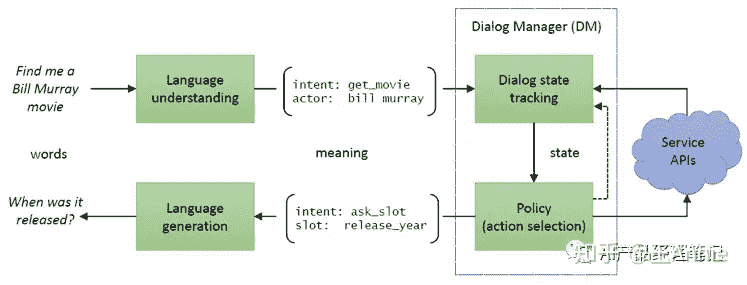 Dialog Manager (DM)
Find me a
Bill Murray
movie
Language
understanding
intent: get_movie
actor: bill murray
Dialog state
tracking
words
meaning
state
Service
APIs
When was it
released?
Language
generation
intent: ask_slot
slot: release_year
Policy
(action selection)